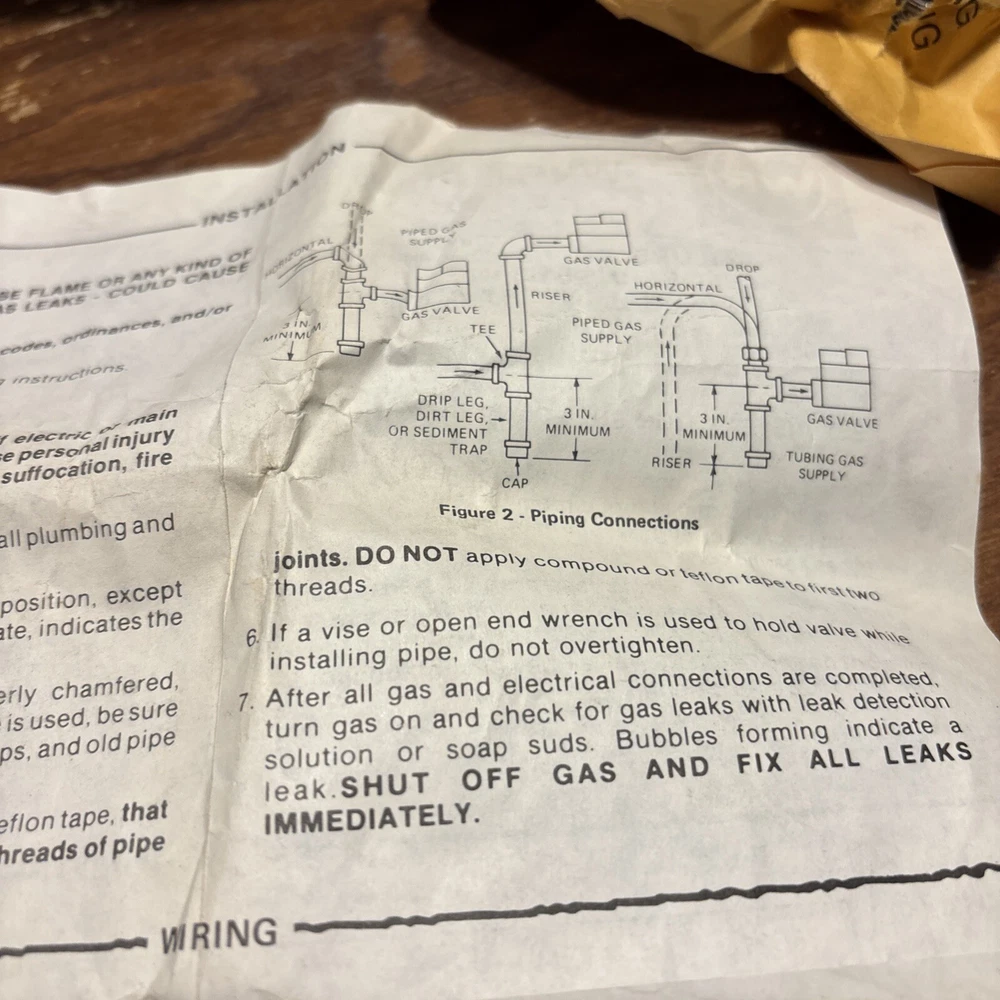 NG
G
INSTALLATION
SE FLAME OR ANY KIND OF
AS LEAKS - COULD CAUSE
codes, ordinances, and/or
instructions.
electric or main
se personal injury
suffocation, fire
all plumbing and
position, except
ate, indicates the
erly chamfered,
is used, be sure
ps, and old pipe
eflon tape, that
hreads of pipe
DROP
HORIZONTAL
PIPED GAS
SUPPLY
GAS VALVE
3 IN.
MINIMUM
GAS VALVE
RISER
TEE
PIPED GAS
SUPPLY
DRIP LEG,
DIRT LEG,
OR SEDIMENT
TRAP
3 IN.
MINIMUM
CAP
DROP
HORIZONTAL
GAS VALVE
3 IN.
MINIMUM
RISER
TUBING GAS
SUPPLY
Figure 2 - Piping Connections
joints. DO NOT apply compound or teflon tape to first two
threads.
6. If a vise or open end wrench is used to hold valve while
installing pipe, do not overtighten.
7. After all gas and electrical connections are completed,
turn gas on and check for gas leaks with leak detection
solution or soap suds. Bubbles forming indicate a
leak. SHUT OFF GAS AND FIX ALL LEAKS
IMMEDIATELY.
WIRING